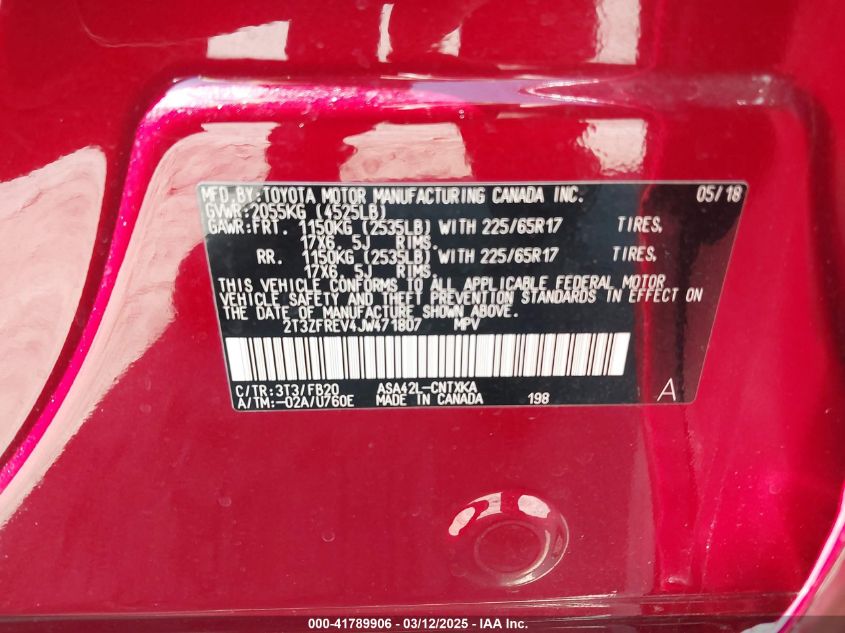 MFD.BY:TOYOTA MOTOR MANUFACTURING CANADA INC. 05/18
GVWR:2055KG (4525LB)
GAWR:FRT. 1150KG (2535LB) WITH 225/65R17 TIRES,
17X6. 5J RIMS.
RR. 1150KG (2535LB) WITH 225/65R17 TIRES,
17X6. 5J RIMS.
THIS VEHICLE CONFORMS TO ALL APPLICABLE FEDERAL MOTOR
VEHICLE SAFETY AND THEFT PREVENTION STANDARDS IN EFFECT ON
THE DATE OF MANUFACTURE SHOWN ABOVE.
2T3ZFREV4JW471807 MPV
C/TR:3T3/FB20 ASA42L-CNTXKA
A/TM:-02A/U760E MADE IN CANADA 198 A
000-41789906 - 03/12/2025 - IAA Inc.